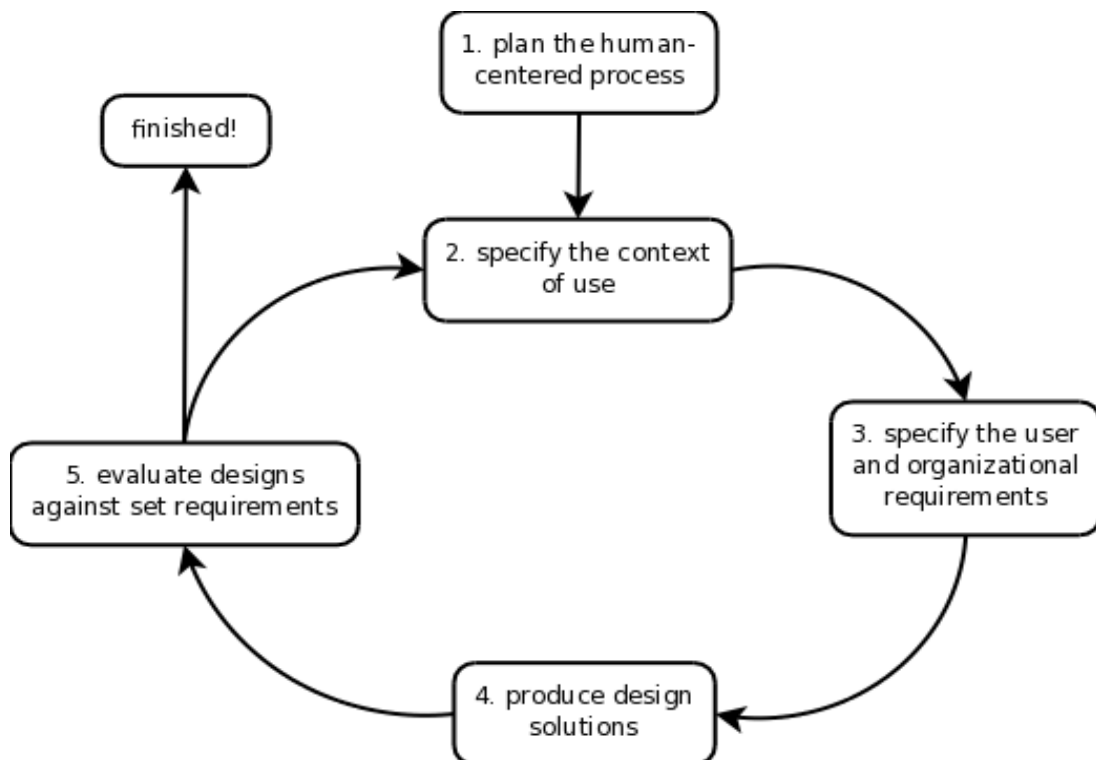 1. plan the human-
centered process
finished!
2. specify the context
of use
3. specify the user
and organizational
requirements
5. evaluate designs
against set requirements
4. produce design
solutions